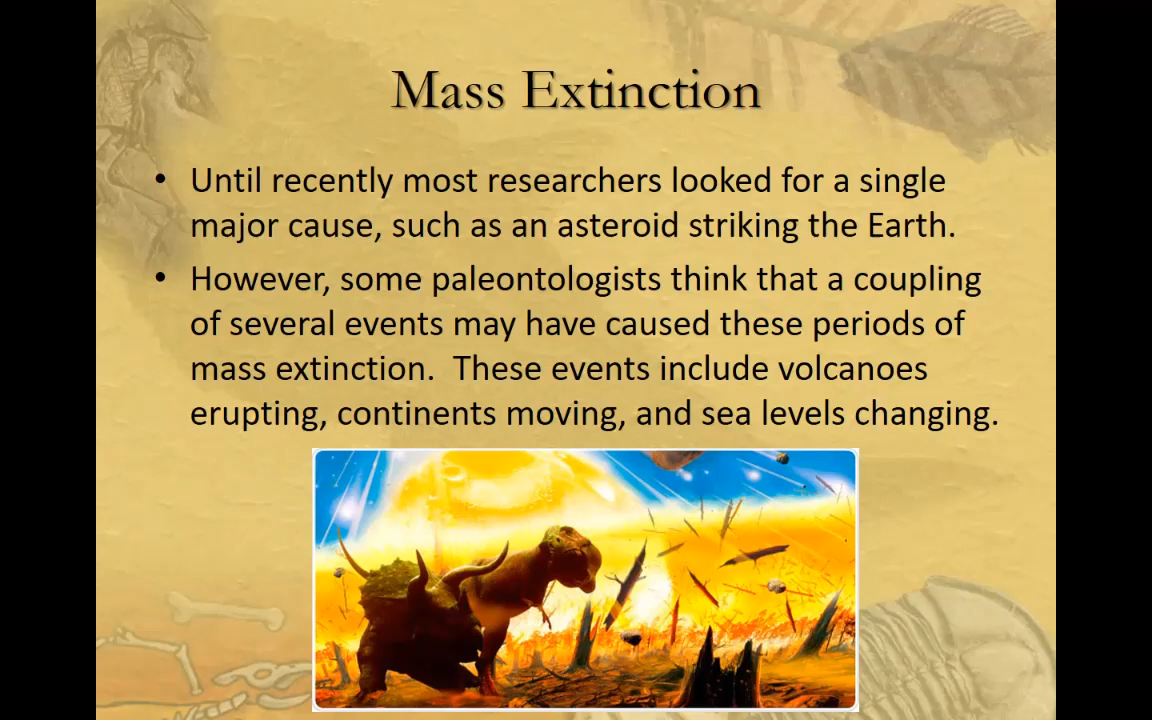 Mass Extinction
• Until recently most researchers looked for a single
major cause, such as an asteroid striking the Earth.
• However, some paleontologists think that a coupling
of several events may have caused these periods of
mass extinction.  These events include volcanoes
erupting, continents moving, and sea levels changing.